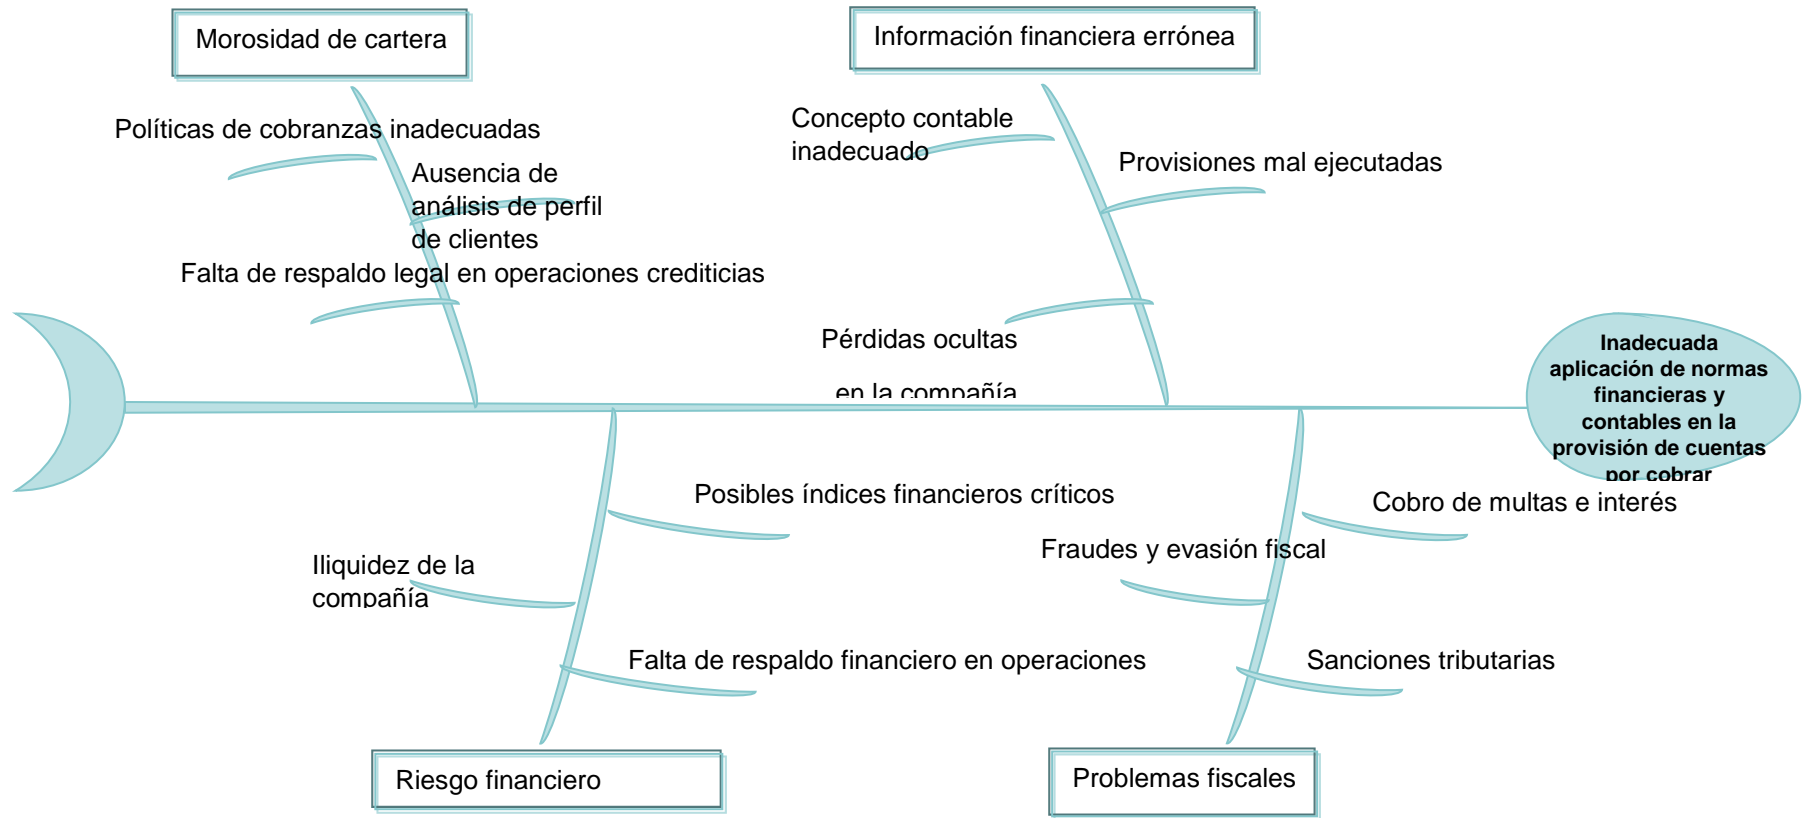 Morosidad de cartera
Información financiera errónea
Políticas de cobranzas inadecuadas
Ausencia de
análisis de perfil
de clientes
Falta de respaldo legal en operaciones crediticias
Concepto contable
inadecuado
Provisiones mal ejecutadas
Pérdidas ocultas
en la compañía
Inadecuada
aplicación de normas
financieras y
contables en la
provisión de cuentas
por cobrar
Posibles índices financieros críticos
Iliquidez de la
compañía
Falta de respaldo financiero en operaciones
Cobro de multas e interés
Fraudes y evasión fiscal
Sanciones tributarias
Riesgo financiero
Problemas fiscales